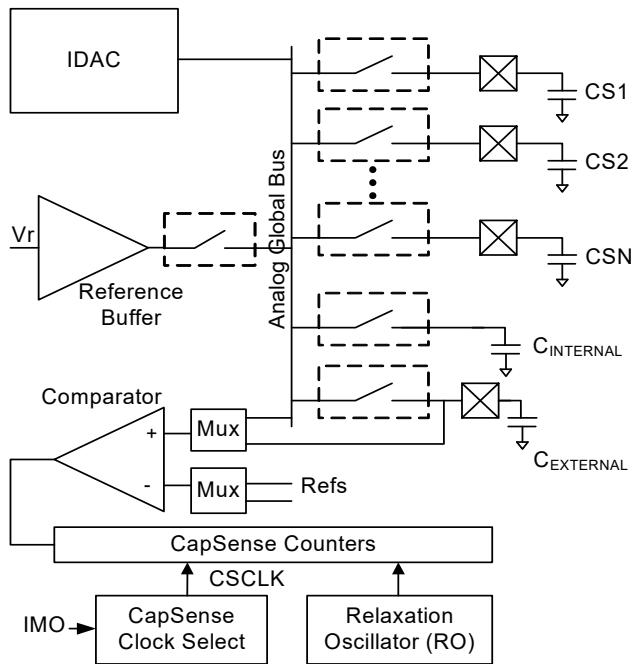 IDAC
CS1
CS2
Vr
Analog Global Bus
CSN
Reference
Buffer
CINTERNAL
Comparator
+
Mux
CEXTERNAL
-
Mux
Refs
CapSense Counters
CSCLK
IMO
CapSense
Clock Select
Relaxation
Oscillator (RO)